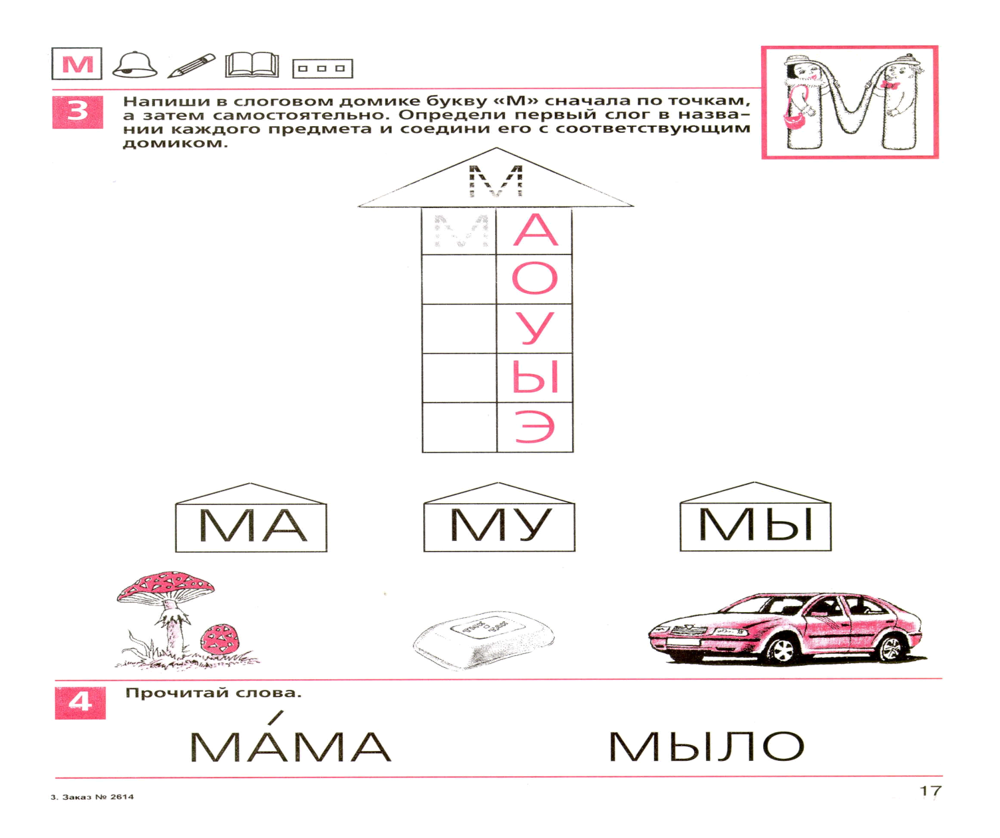 М
3
Напиши в слоговом домике букву «М» сначала по точкам,
а затем самостоятельно. Определи первый слог в назва-
нии каждого предмета и соедини его с соответствующим
домиком.
М
М А
О
У
Ы
Э
МА МУ МЫ
4
Прочитай слова.
МА́МА МЫЛО
3. Заказ № 2614
17